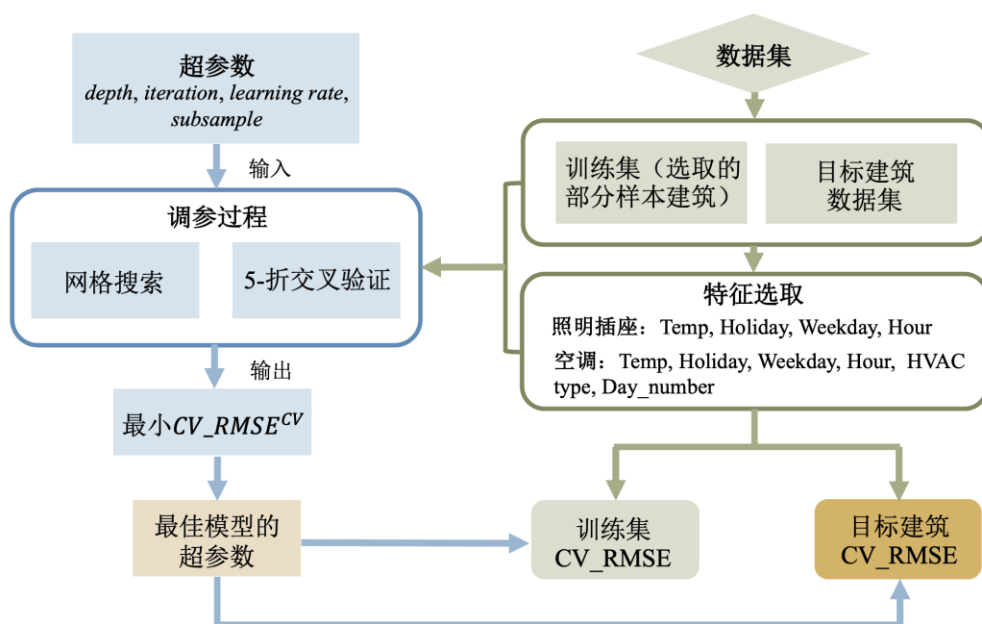 超参数
depth, iteration, learning rate,
subsample
输入
调参过程
网格搜索
5-折交叉验证
输出
最小CV_RMSE^CV
最佳模型的
超参数
数据集
训练集（选取的
部分样本建筑）
目标建筑
数据集
特征选取
照明插座：Temp, Holiday, Weekday, Hour
空调：Temp, Holiday, Weekday, Hour, HVAC
type, Day_number
训练集
CV_RMSE
目标建筑
CV_RMSE